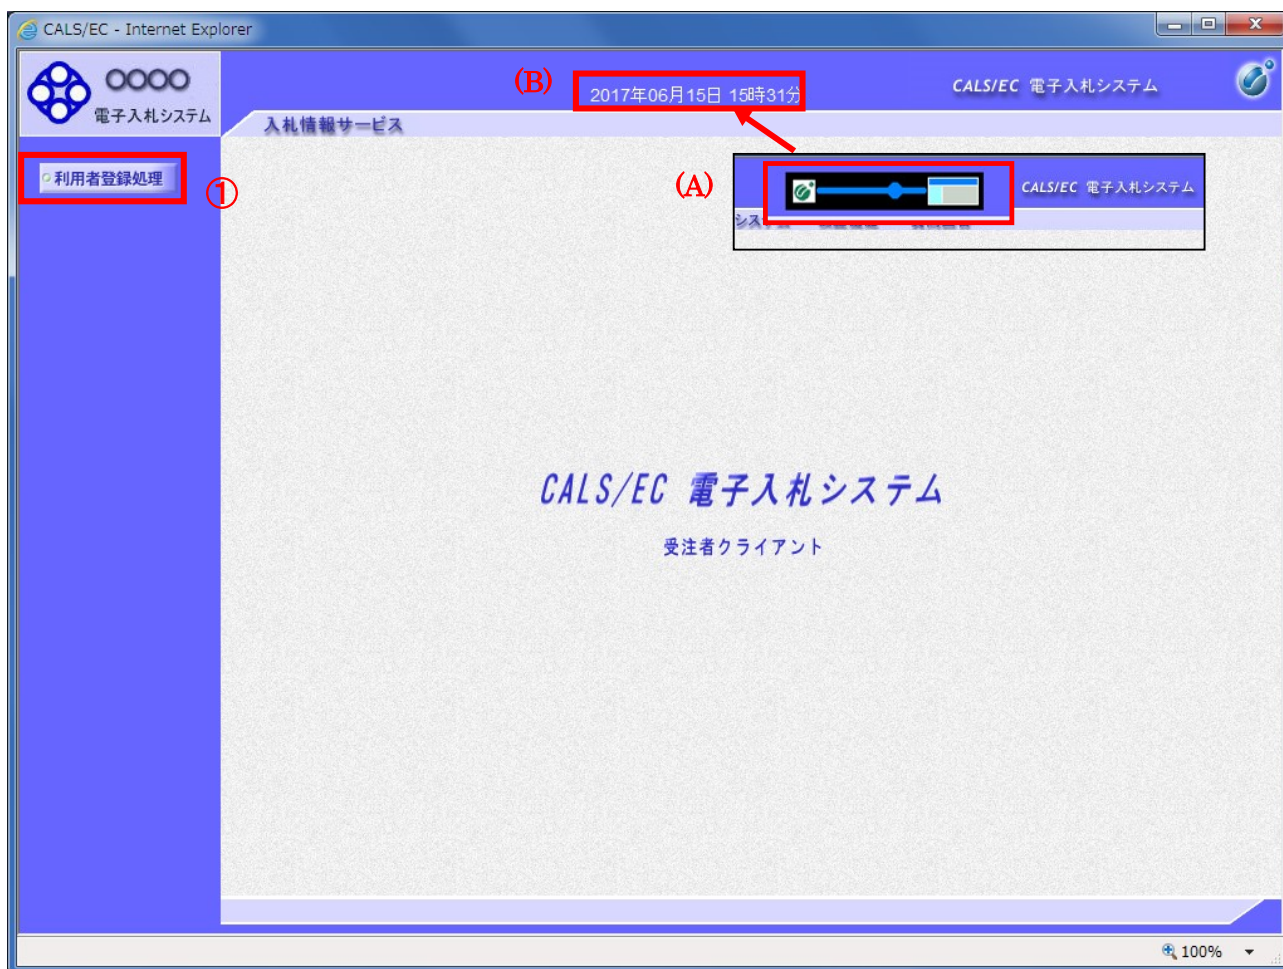 CALS/EC - Internet Explorer
○○○○
電子入札システム
(B)
2017年06月15日 15時31分
CALS/EC 電子入札システム
入札情報サービス
利用者登録処理
①
(A)
CALS/EC 電子入札システム
システム
CALS/EC 電子入札システム
受注者クライアント
100%